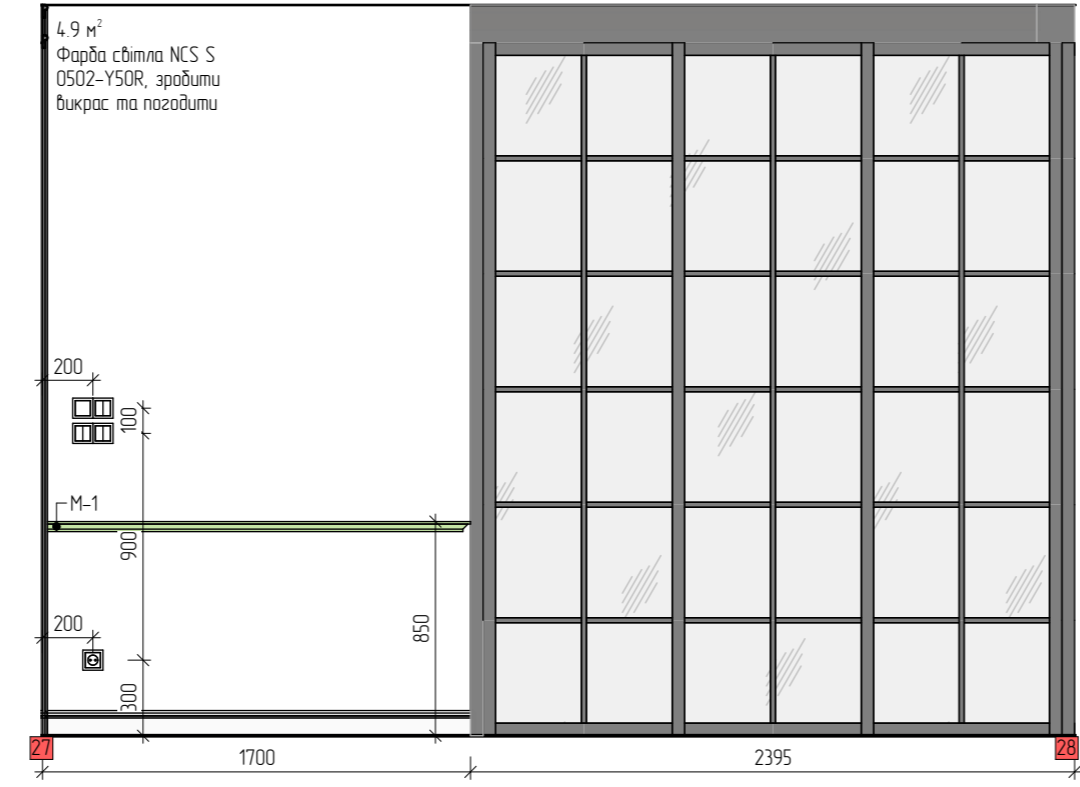 4.9 м²
Фарба світла NCS S
0502-Y50R, зробити
викрас та погодити
200
100
М-1
900
200
850
300
27
28
1700
2395